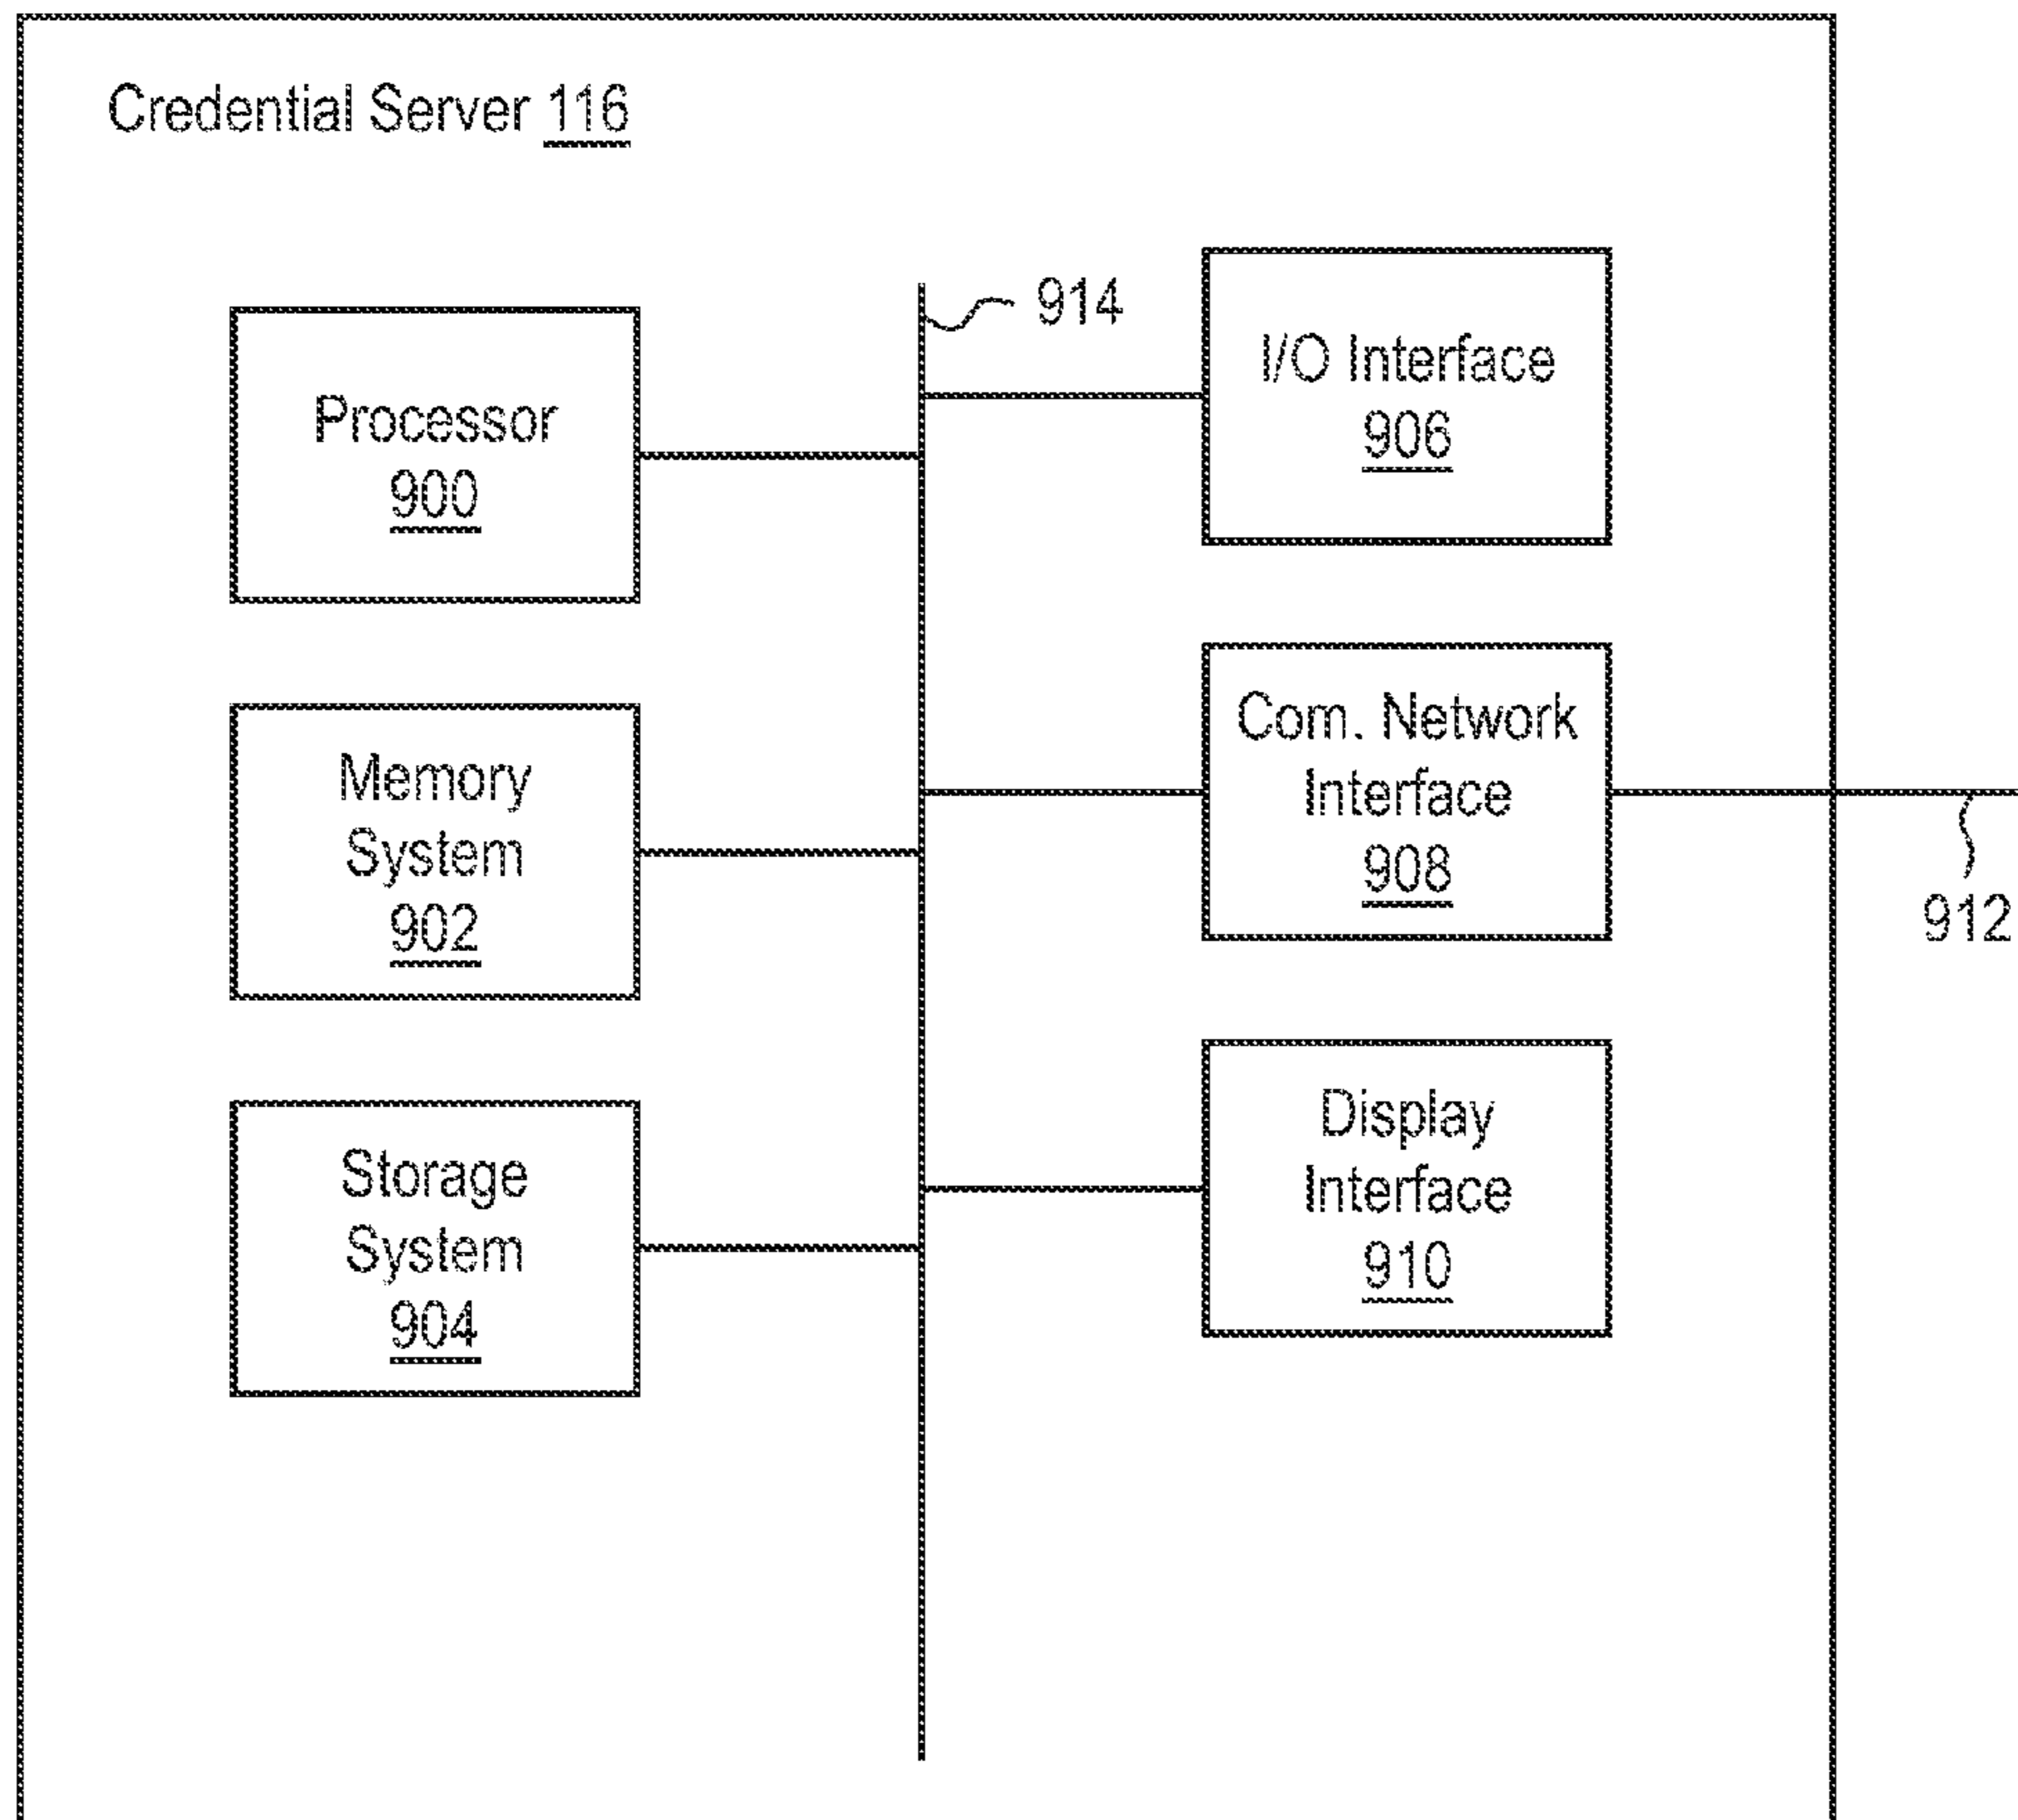 Credential Server 116
914
Processor
900
I/O Interface
906
Memory
System
902
Com. Network
Interface
908
912
Storage
System
904
Display
Interface
910